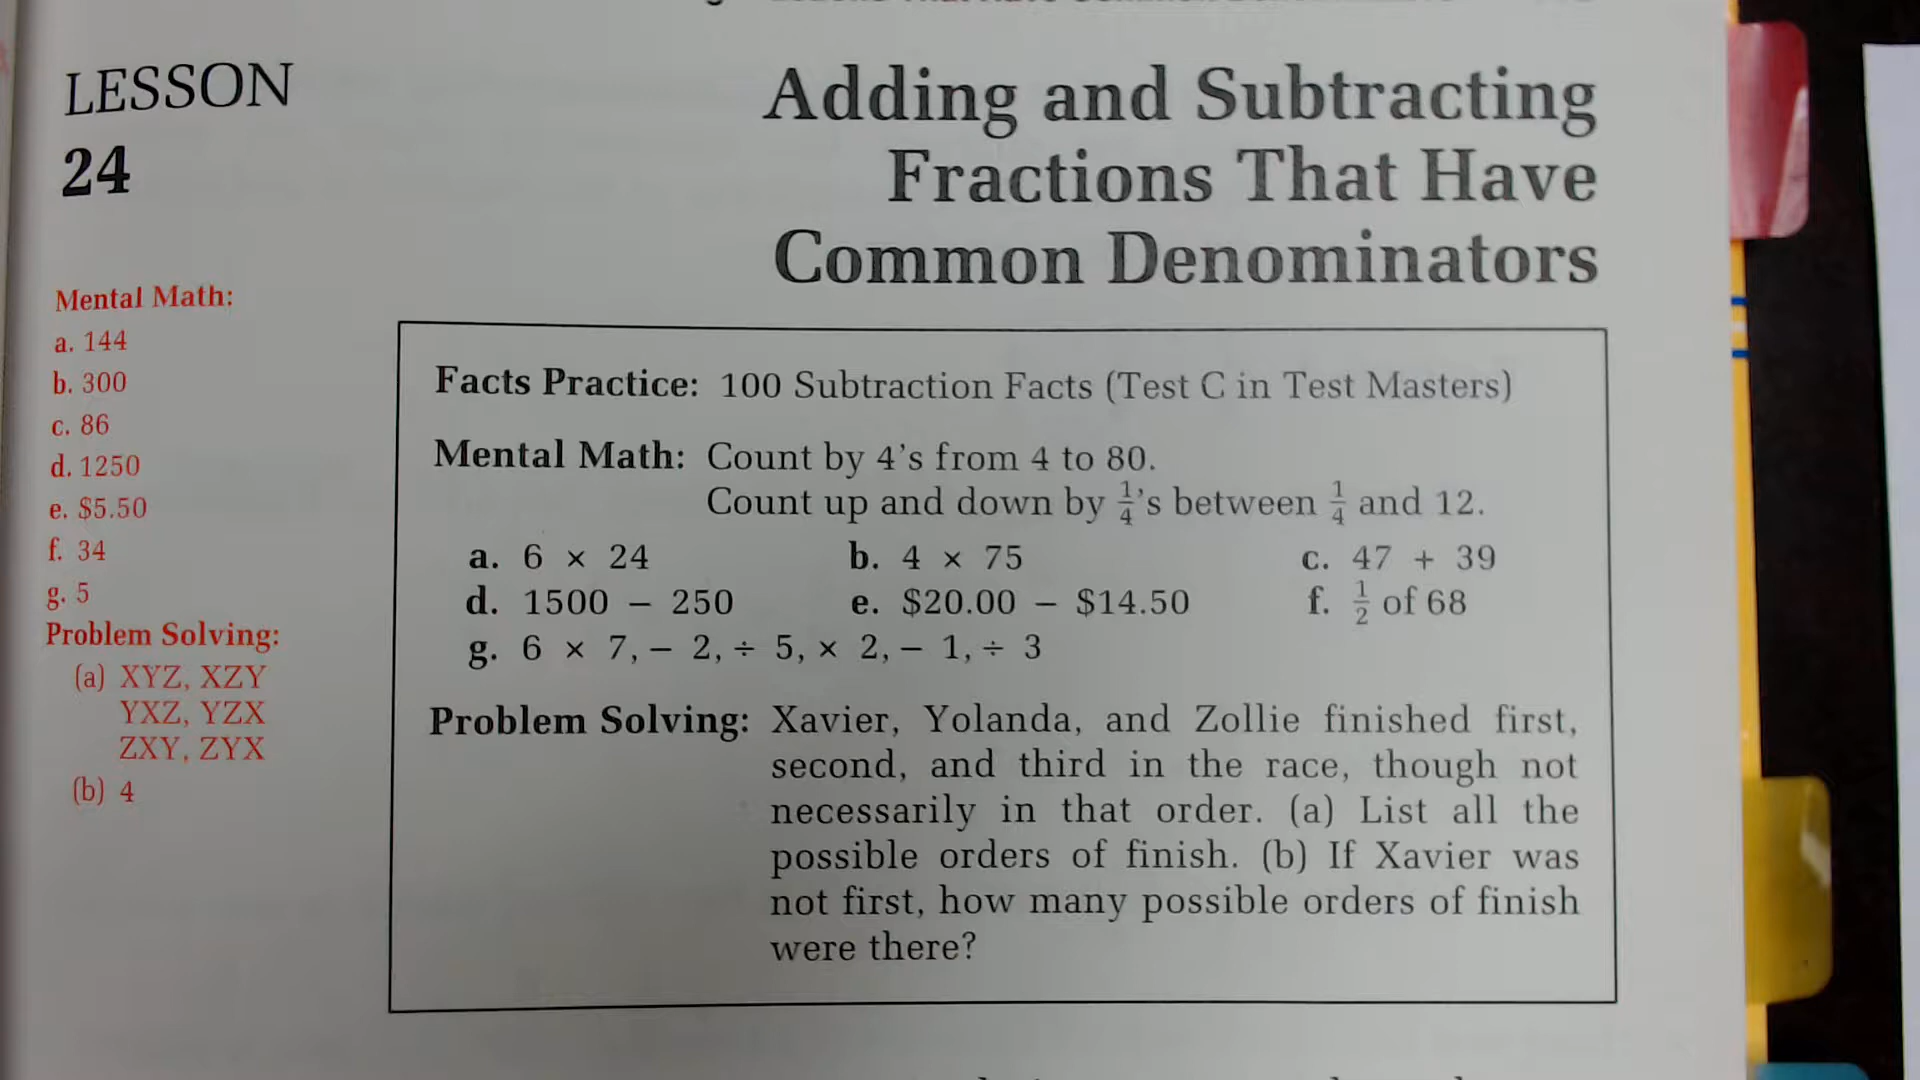 LESSON
24
Adding and Subtracting
Fractions That Have
Common Denominators
Mental Math:
a. 144
b. 300
c. 86
d. 1250
e. $5.50
f. 34
g. 5
Problem Solving:
(a) XYZ, XZY
YXZ, YZX
ZXY, ZYX
(b) 4
Facts Practice: 100 Subtraction Facts (Test C in Test Masters)
Mental Math: Count by 4's from 4 to 80.
Count up and down by 1/4's between 1/4 and 12.
a. 6 × 24 b. 4 × 75 c. 47 + 39
d. 1500 − 250 e. $20.00 − $14.50 f. 1/2 of 68
g. 6 × 7, − 2, ÷ 5, × 2, − 1, ÷ 3
Problem Solving: Xavier, Yolanda, and Zollie finished first,
second, and third in the race, though not
necessarily in that order. (a) List all the
possible orders of finish. (b) If Xavier was
not first, how many possible orders of finish
were there?